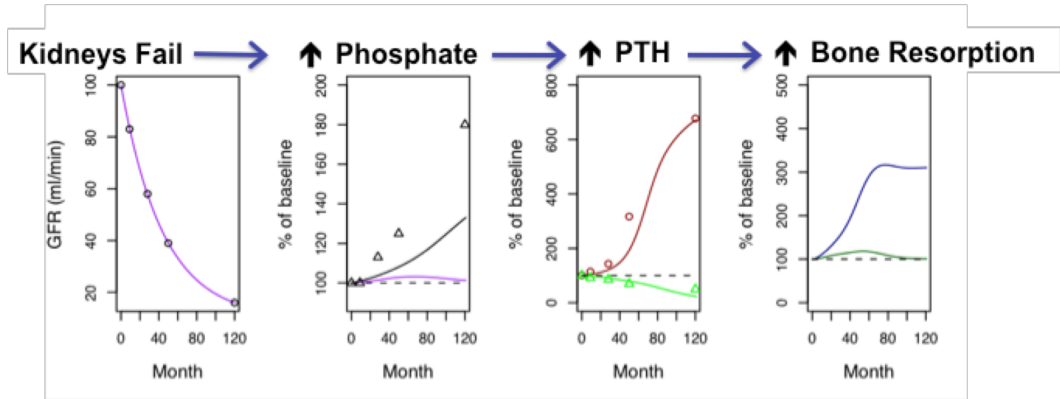 Kidneys Fail
↑ Phosphate
↑ PTH
↑ Bone Resorption
GFR (ml/min)
100
80
60
40
20
0 40 80 120
Month
% of baseline
200
180
160
140
120
100
0 40 80 120
Month
% of baseline
800
600
400
200
0
0 40 80 120
Month
% of baseline
500
400
300
200
100
0
0 40 80 120
Month